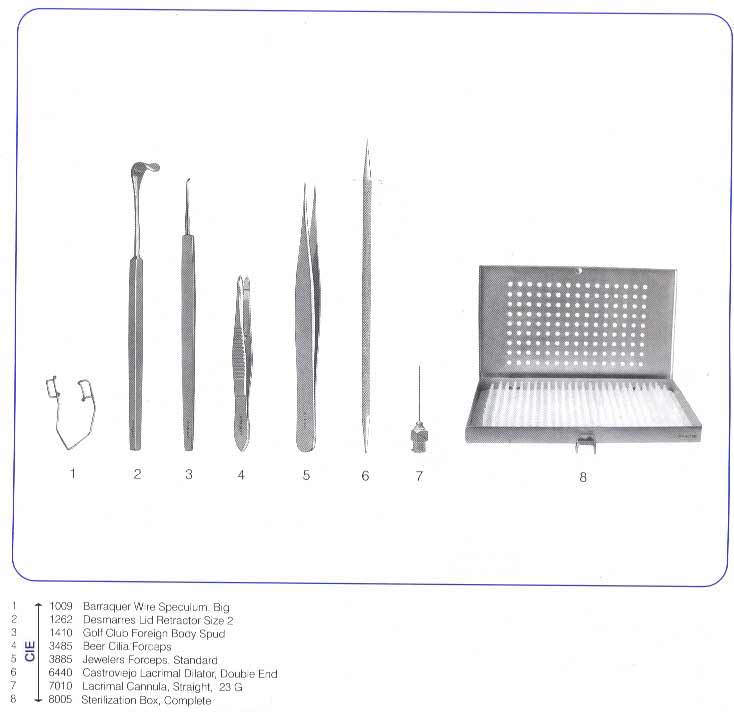 1 2 3 4 5 6 7 8
CIE
1 1009 Barraquer Wire Speculum. Big
2 1262 Desmarres Lid Retractor Size 2
3 1410 Golf Club Foreign Body Spud
4 3485 Beer Cilia Forcaps
5 3885 Jewelers Forceps. Standard
6 6440 Castroviejo Lacrimal Dilator, Double End
7 7010 Lacrimal Cannula, Straight, 23 G
8 8005 Sterilization Box, Complete